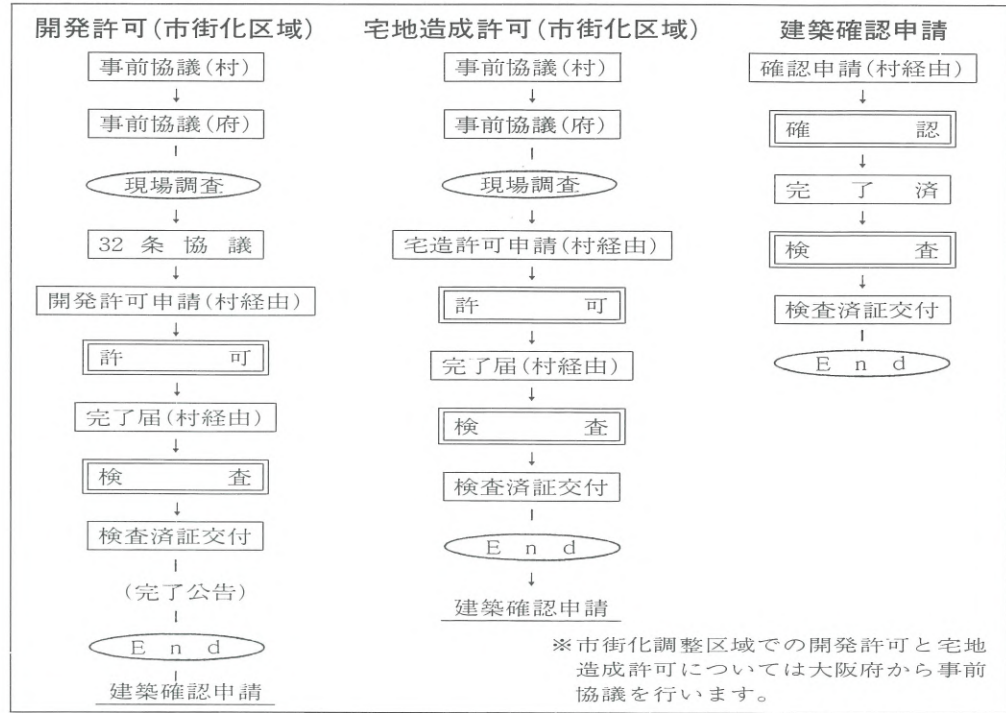 開発許可(市街化区域)
事前協議(村)
事前協議(府)
現場調査
32条協議
開発許可申請(村経由)
許可
完了届(村経由)
検査
検査済証交付
(完了公告)
End
建築確認申請
宅地造成許可(市街化区域)
事前協議(村)
事前協議(府)
現場調査
宅造許可申請(村経由)
許可
完了届(村経由)
検査
検査済証交付
End
建築確認申請
建築確認申請
確認申請(村経由)
確認
完了済
検査
検査済証交付
End
※市街化調整区域での開発許可と宅地
造成許可については大阪府から事前
協議を行います。